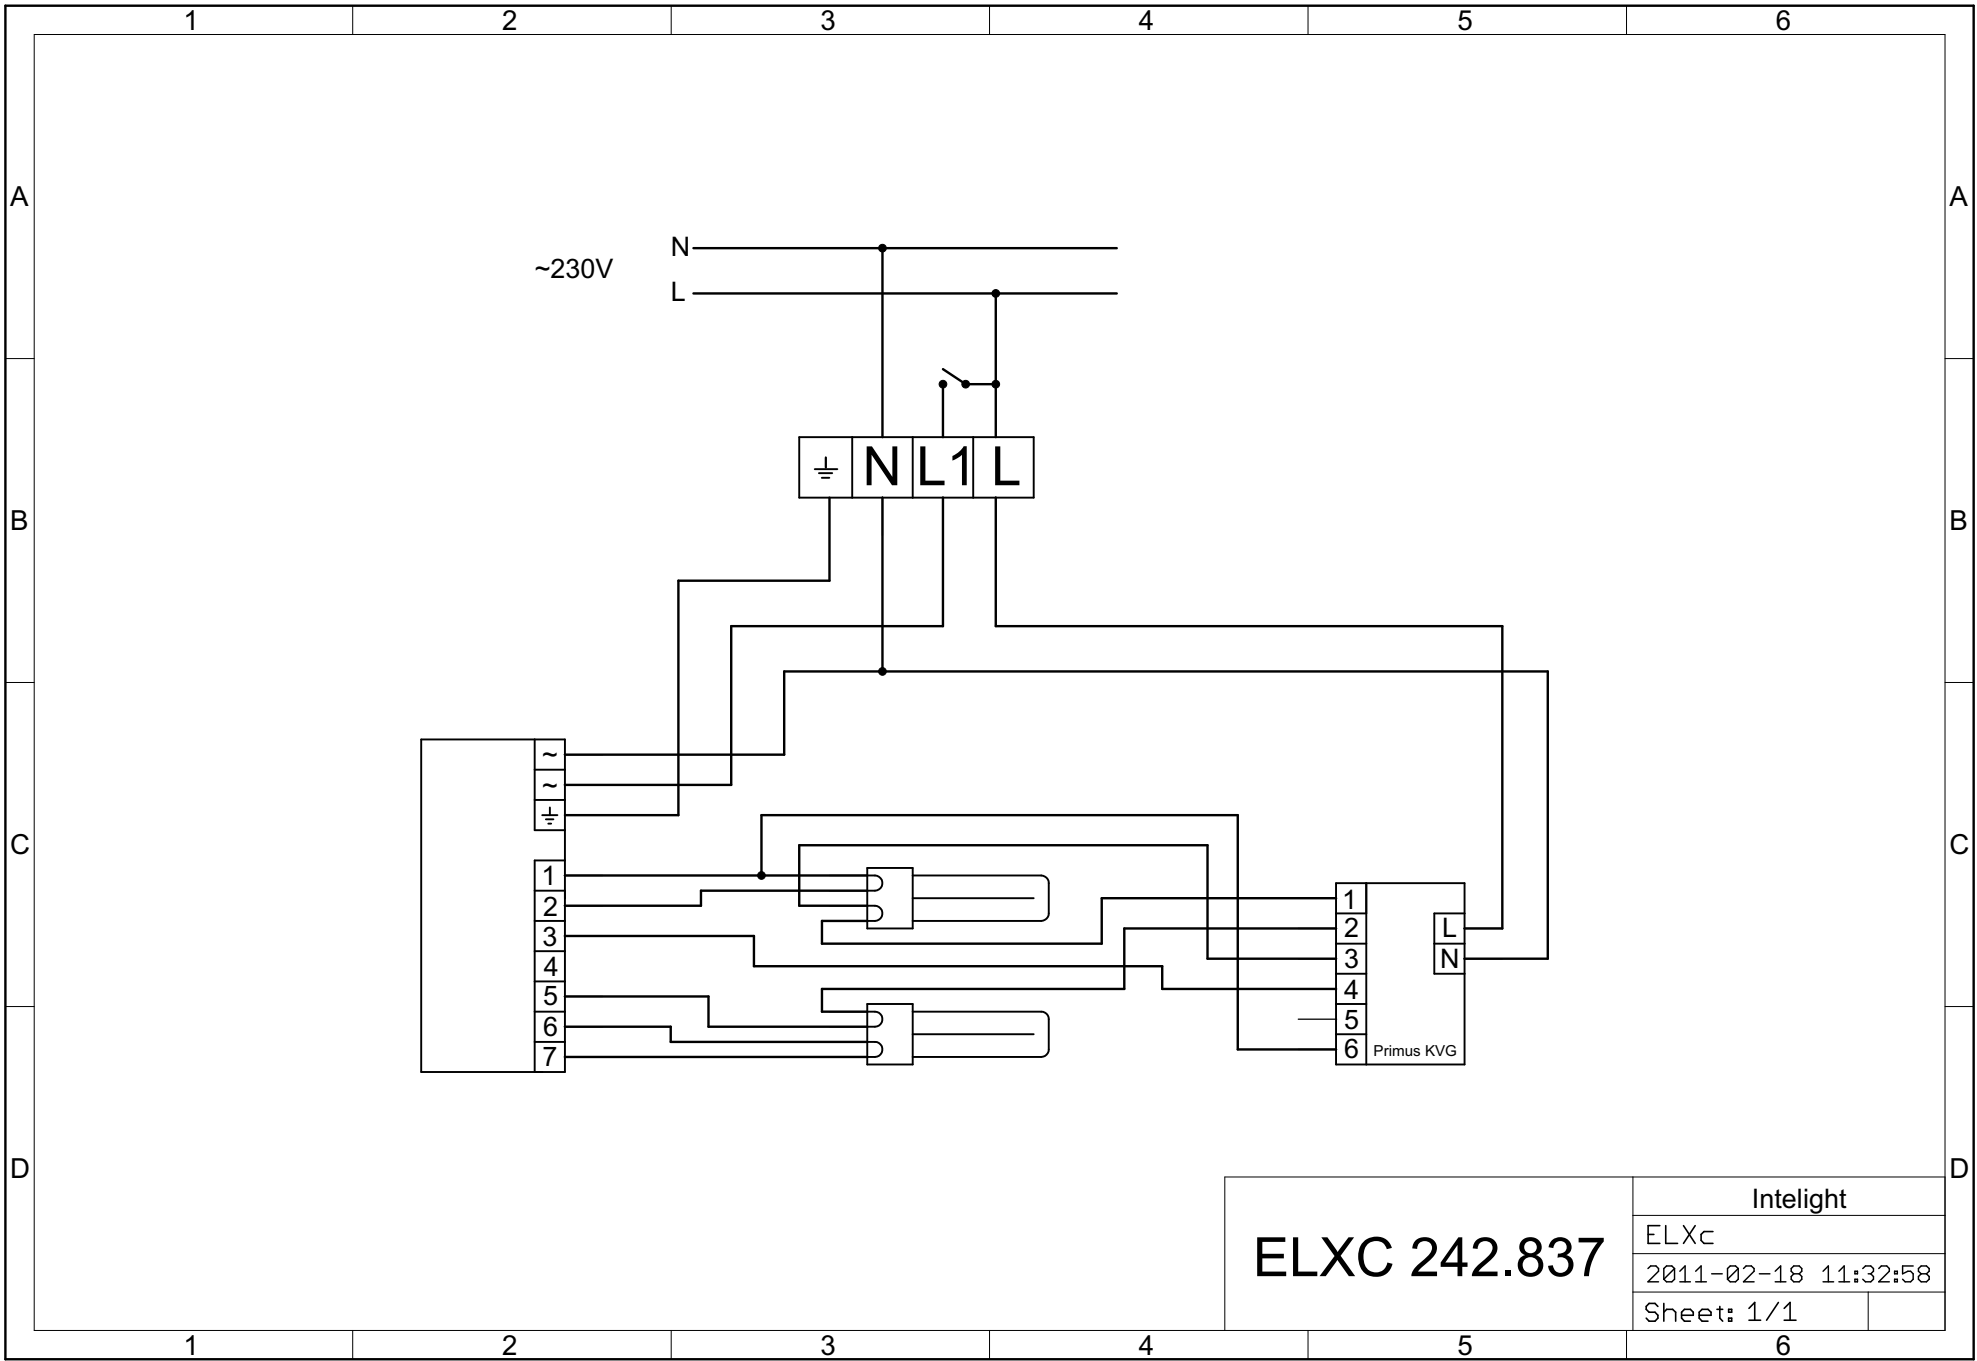 1 2 3 4 5 6
A A
N
~230V
L
N L1 L
B B
~
~
C C
1
2
3
4
5
6
7
1
2
3
4
5
6
L
N
Primus KVG
D D
ELXC 242.837
Intelight
ELXc
2011-02-18 11:32:58
Sheet: 1/1
1 2 3 4 5 6